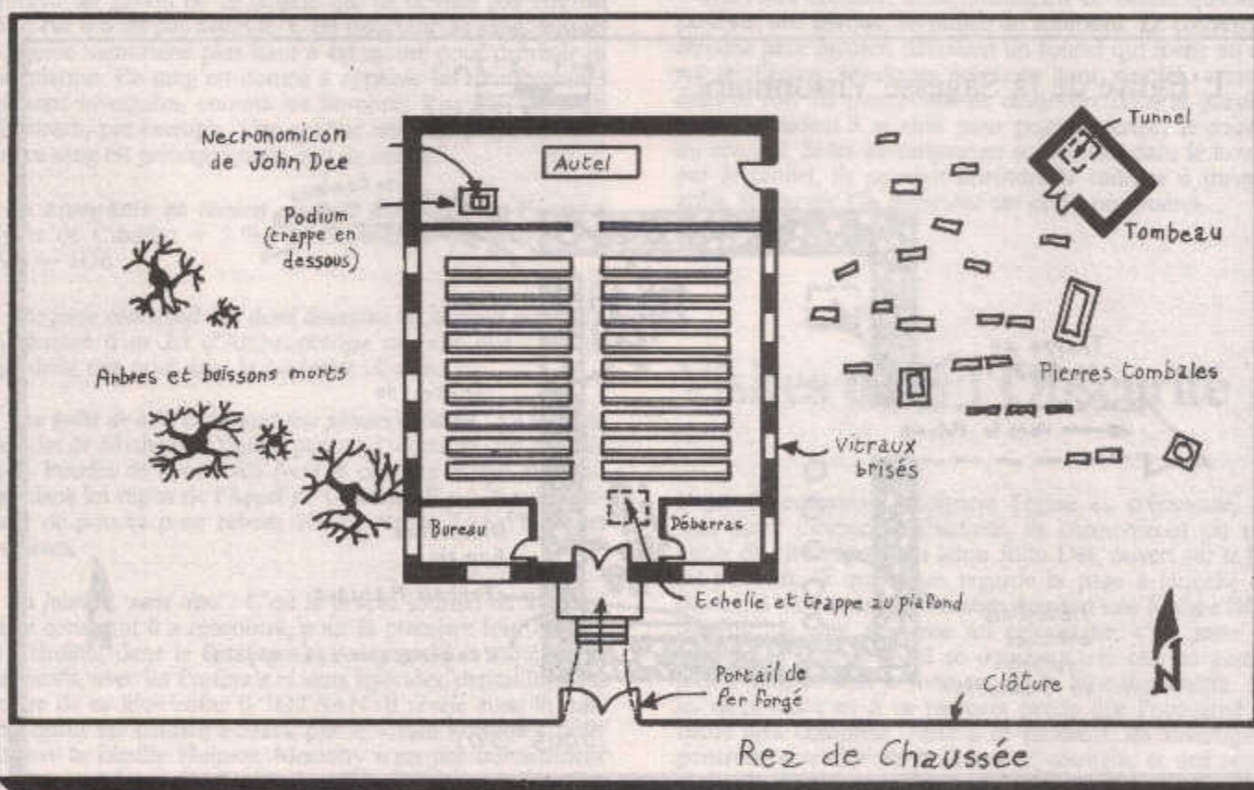 Necronomicon
de John Dee
Podium
(trappe en
dessous)
Autel
Tunnel
Tombeau
Arbres et buissons morts
Pierres tombales
Vitraux
brisés
Bureau
Débarras
Echelle et trappe au plafond
Portail de
Fer forgé
Clôture
N
Rez de Chaussée